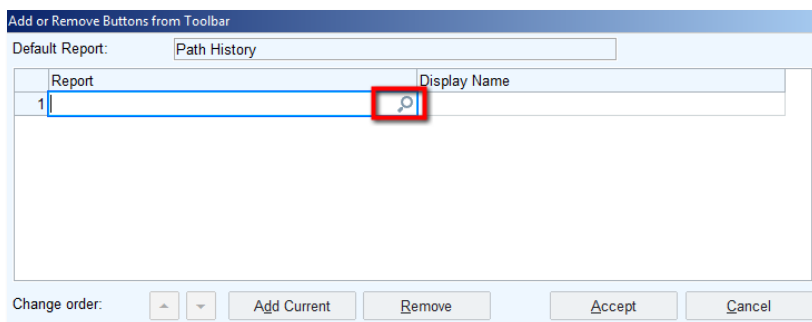 Add or Remove Buttons from Toolbar
Default Report: Path History
Report Display Name
1
Change order: Add Current Remove Accept Cancel